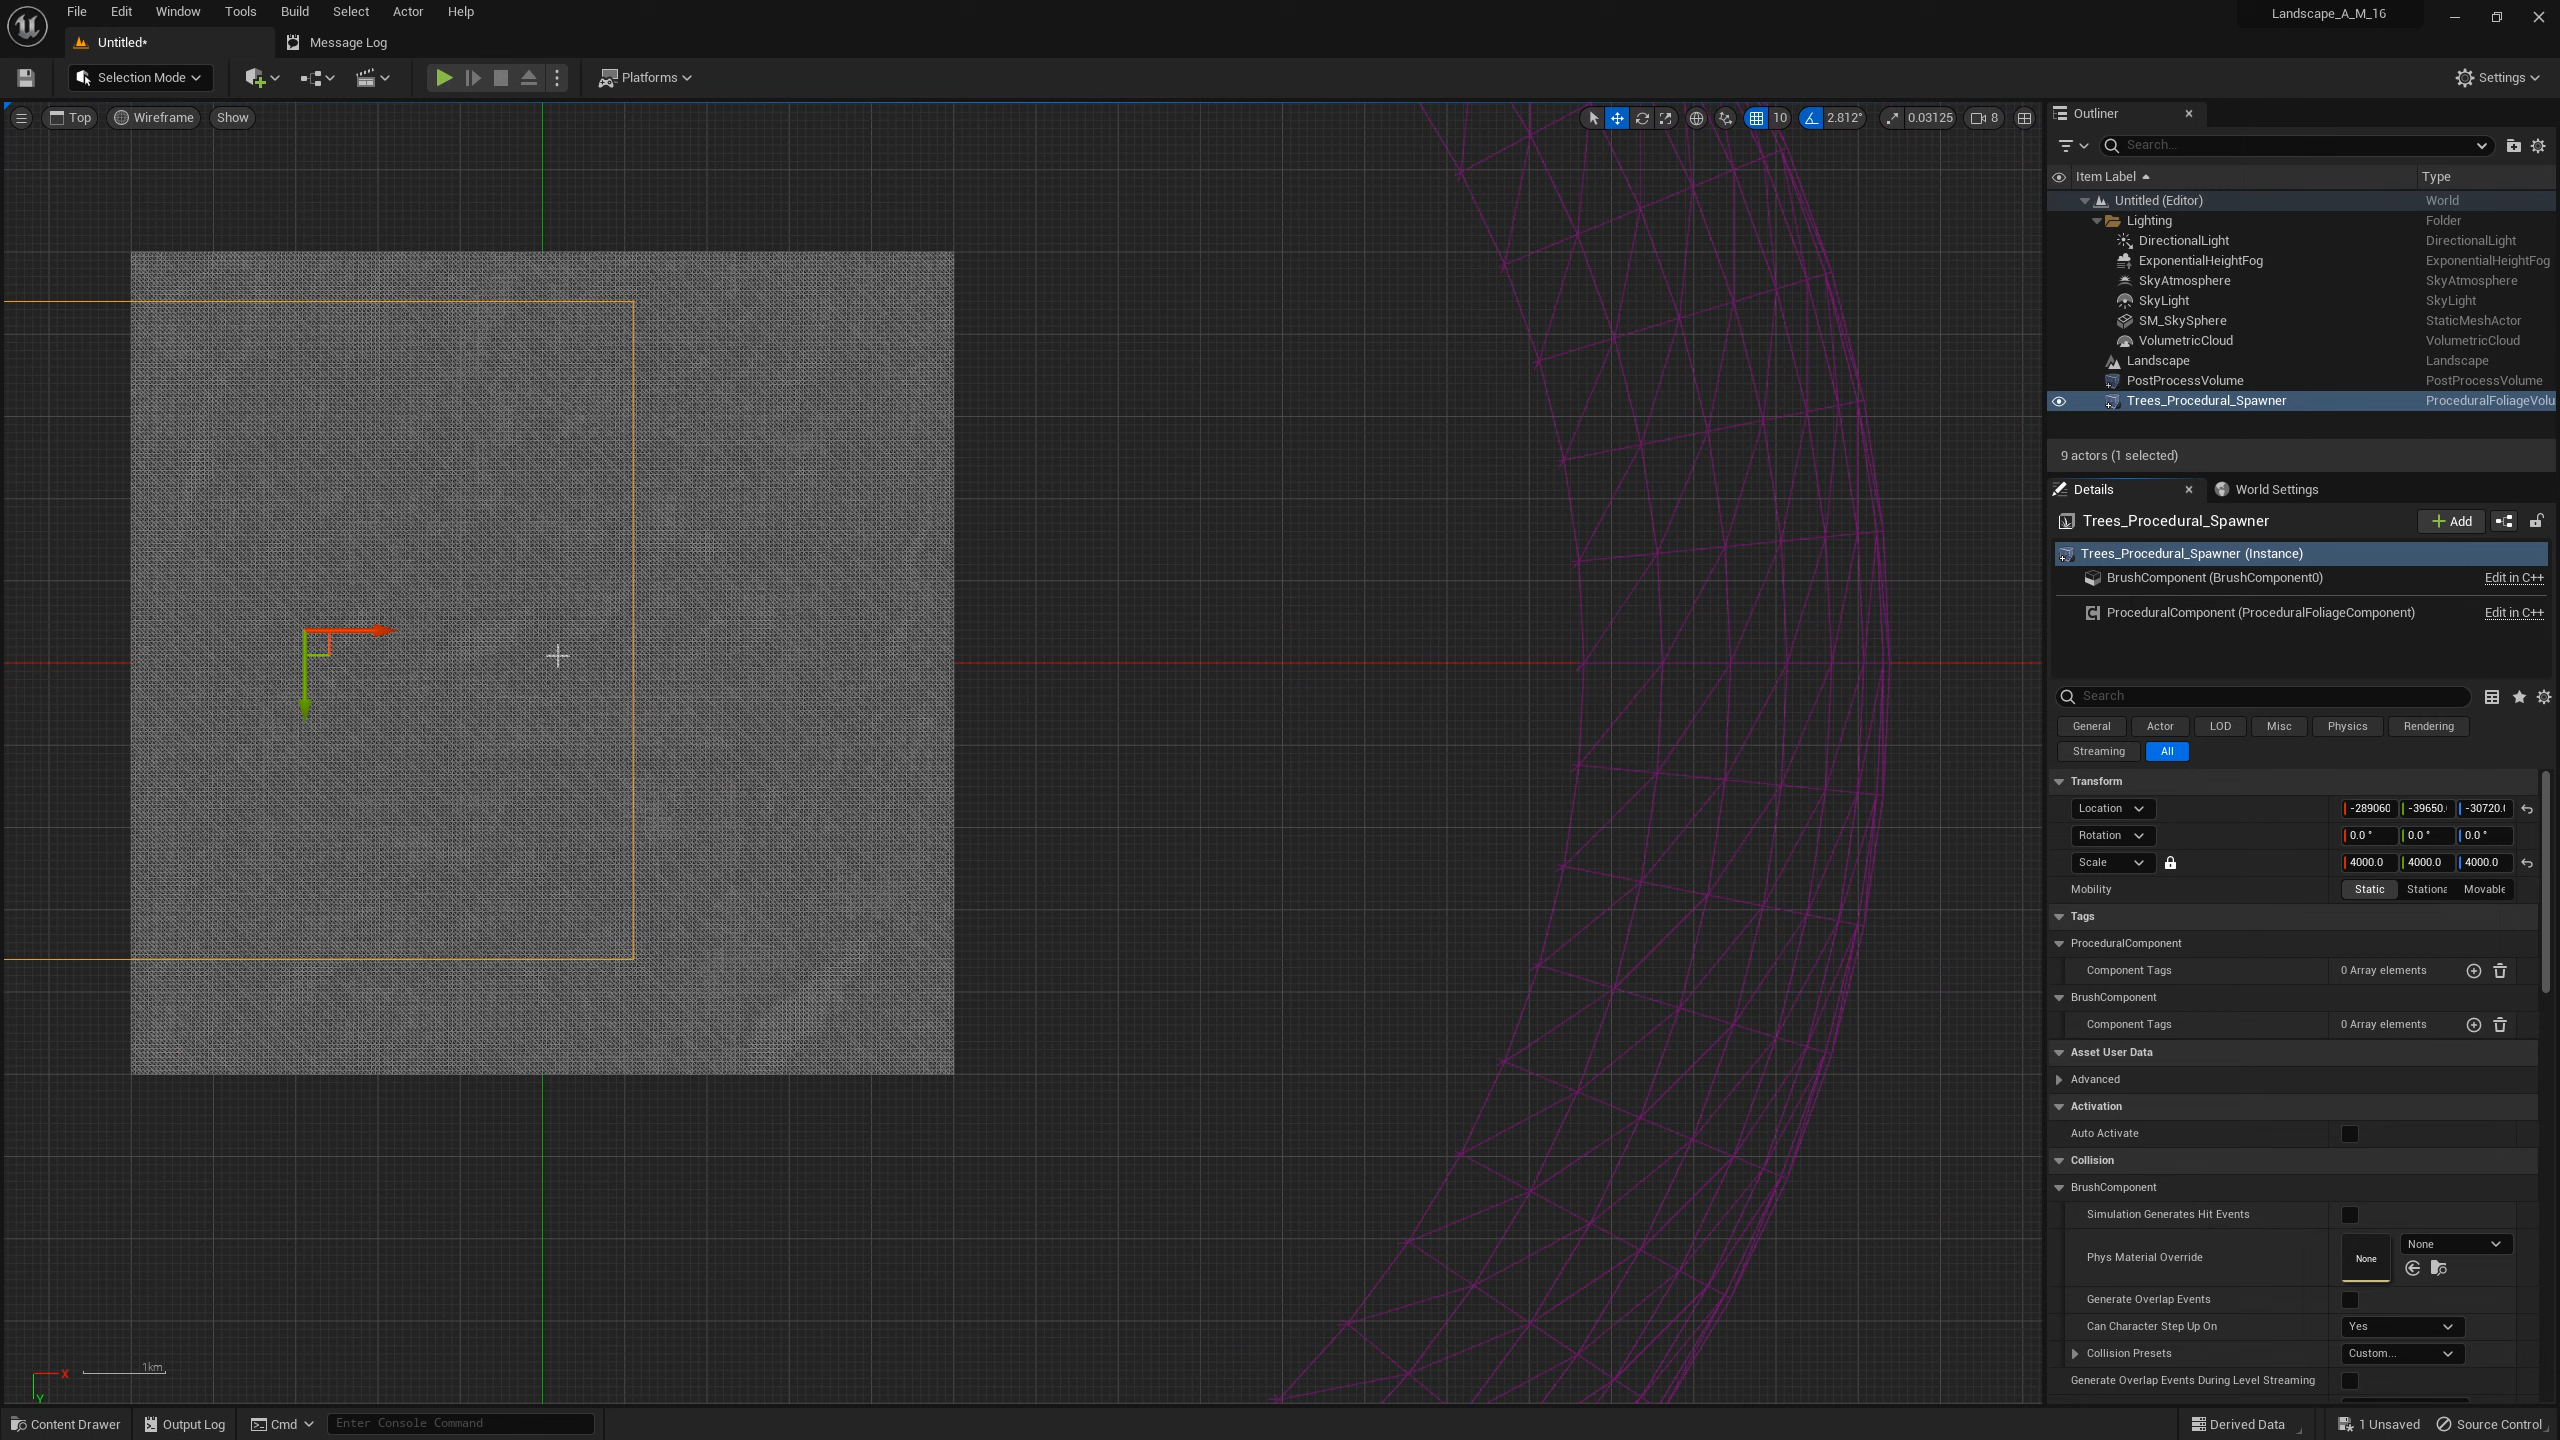 File Edit Window Tools Build Select Actor Help
Landscape_A_M_16
Untitled*
Message Log
Selection Mode
Platforms
Settings
Top
Wireframe
Show
10
2.812°
0.03125
8
Outliner
Search...
Item Label
Type
Untitled (Editor) World
Lighting Folder
DirectionalLight DirectionalLight
ExponentialHeightFog ExponentialHeightFog
SkyAtmosphere SkyAtmosphere
SkyLight SkyLight
SM_SkySphere StaticMeshActor
VolumetricCloud VolumetricCloud
Landscape Landscape
PostProcessVolume PostProcessVolume
Trees_Procedural_Spawner ProceduralFoliageVolu
9 actors (1 selected)
Details
World Settings
Trees_Procedural_Spawner
Add
Trees_Procedural_Spawner (Instance)
BrushComponent (BrushComponent0) Edit in C++
ProceduralComponent (ProceduralFoliageComponent) Edit in C++
Search
General Actor LOD Misc Physics Rendering
Streaming All
Transform
Location -289060 -39650. -30720.
Rotation 0.0 ° 0.0 ° 0.0 °
Scale 4000.0 4000.0 4000.0
Mobility Static Stationa Movable
Tags
ProceduralComponent
Component Tags 0 Array elements
BrushComponent
Component Tags 0 Array elements
Asset User Data
Advanced
Activation
Auto Activate
Collision
BrushComponent
Simulation Generates Hit Events
Phys Material Override None None
Generate Overlap Events
Can Character Step Up On Yes
Collision Presets Custom...
Generate Overlap Events During Level Streaming
1km
X
Y
Content Drawer
Output Log
Cmd
Enter Console Command
Derived Data
1 Unsaved
Source Control